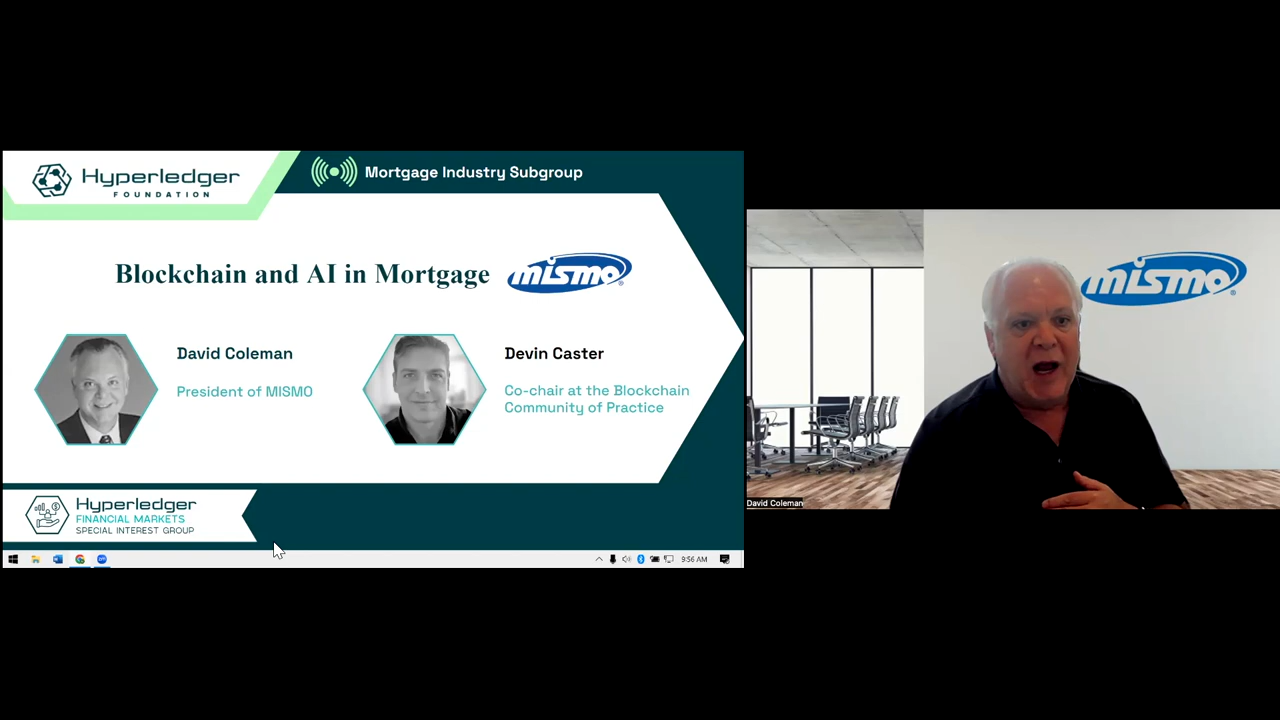 Hyperledger
FOUNDATION
Mortgage Industry Subgroup
Blockchain and AI in Mortgage
mismo
David Coleman
President of MISMO
Devin Caster
Co-chair at the Blockchain
Community of Practice
Hyperledger
FINANCIAL MARKETS
SPECIAL INTEREST GROUP
9:56 AM
mismo
David Coleman